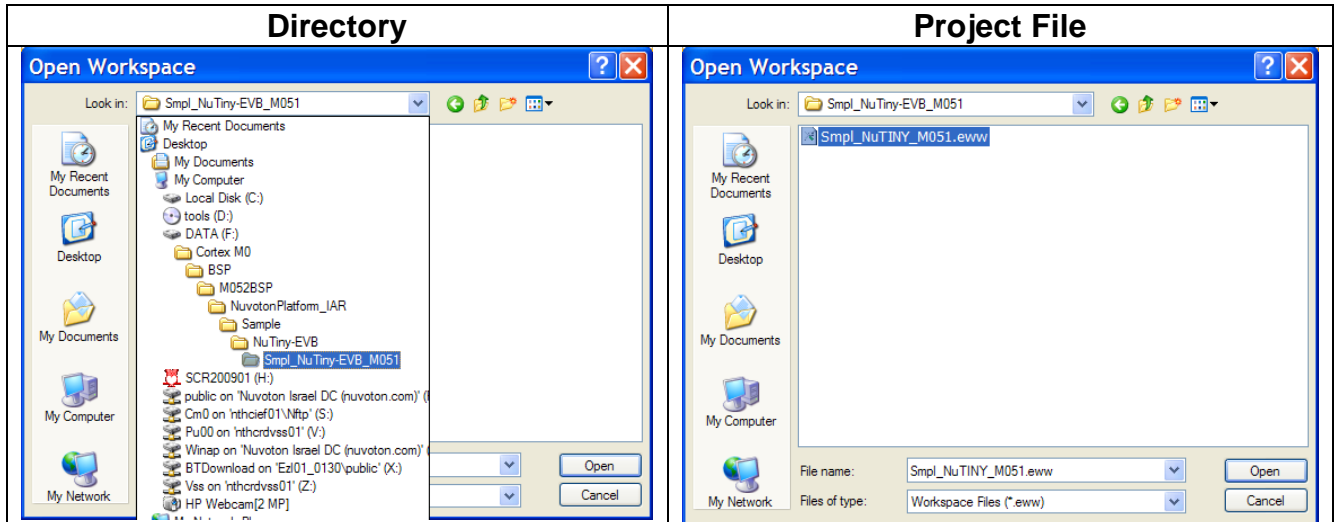 Directory
Open Workspace
Look in: Smpl_NuTiny-EVB_M051
My Recent Documents
Desktop
My Documents
My Computer
Local Disk (C:)
tools (D:)
DATA (F:)
Cortex M0
BSP
M052BSP
NuvotonPlatform_IAR
Sample
NuTiny-EVB
Smpl_NuTiny-EVB_M051
SCR200901 (H:)
public on 'Nuvoton Israel DC (nuvoton.com)'
Cm0 on 'nthcief01\Nftp' (S:)
Pu00 on 'nthcrdvss01' (V:)
Winap on 'Nuvoton Israel DC (nuvoton.com)'
BTDownload on 'Ezl01_0130\public' (X:)
Vss on 'nthcrdvss01' (Z:)
HP Webcam[2 MP]
My Recent
Documents
Desktop
My Documents
My Computer
My Network
Open
Cancel
Project File
Open Workspace
Look in: Smpl_NuTiny-EVB_M051
Smpl_NuTINY_M051.eww
My Recent
Documents
Desktop
My Documents
My Computer
My Network
File name: Smpl_NuTINY_M051.eww
Open
Files of type: Workspace Files (*.eww)
Cancel